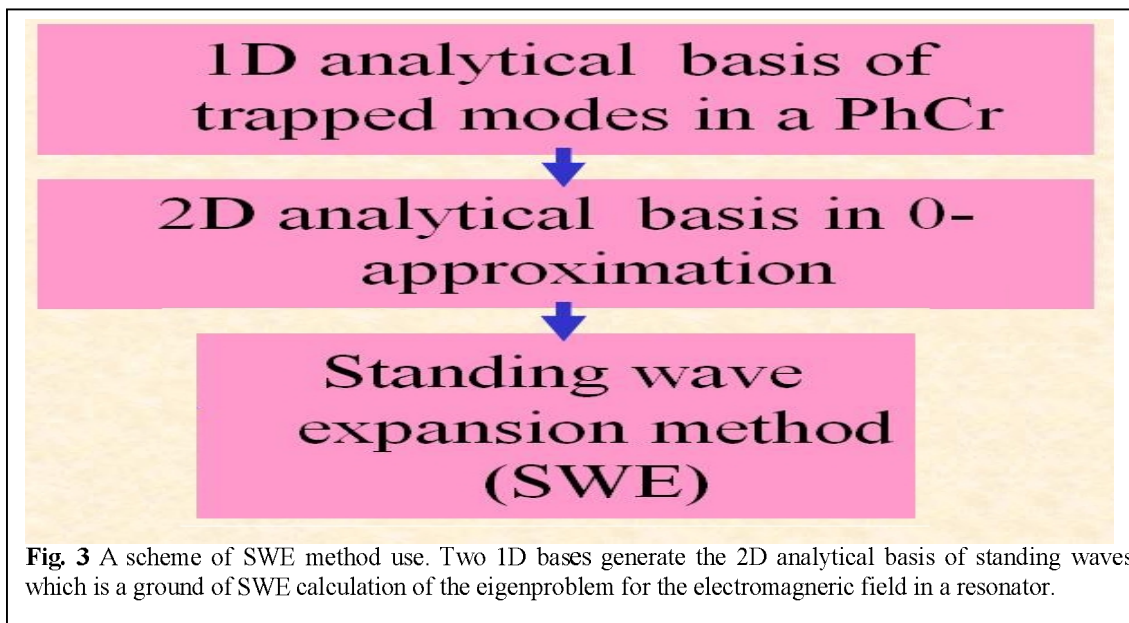 1D analytical basis of
trapped modes in a PhCr
2D analytical basis in 0-
approximation
Standing wave
expansion method
(SWE)
Fig. 3 A scheme of SWE method use. Two 1D bases generate the 2D analytical basis of standing waves
which is a ground of SWE calculation of the eigenproblem for the electromagneric field in a resonator.